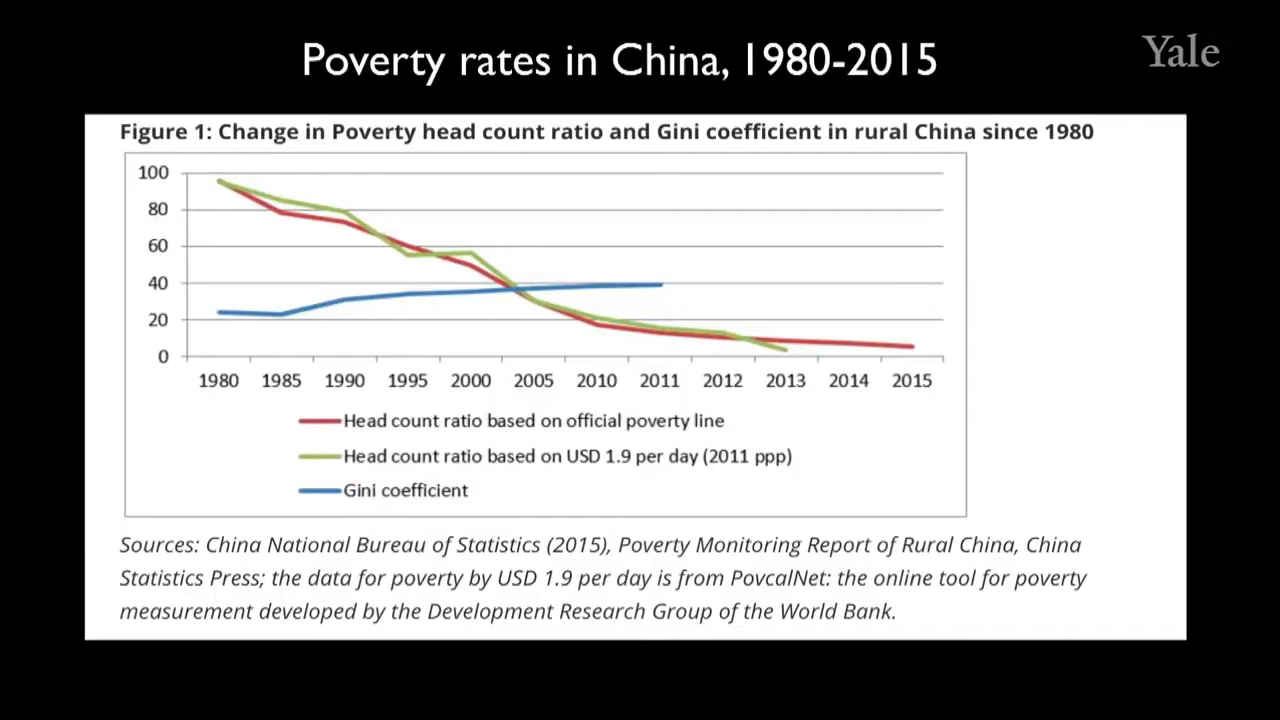 Poverty rates in China, 1980-2015
Yale
Figure 1: Change in Poverty head count ratio and Gini coefficient in rural China since 1980
100
80
60
40
20
0
1980 1985 1990 1995 2000 2005 2010 2011 2012 2013 2014 2015
Head count ratio based on official poverty line
Head count ratio based on USD 1.9 per day (2011 ppp)
Gini coefficient
Sources: China National Bureau of Statistics (2015), Poverty Monitoring Report of Rural China, China
Statistics Press; the data for poverty by USD 1.9 per day is from PovcalNet: the online tool for poverty
measurement developed by the Development Research Group of the World Bank.